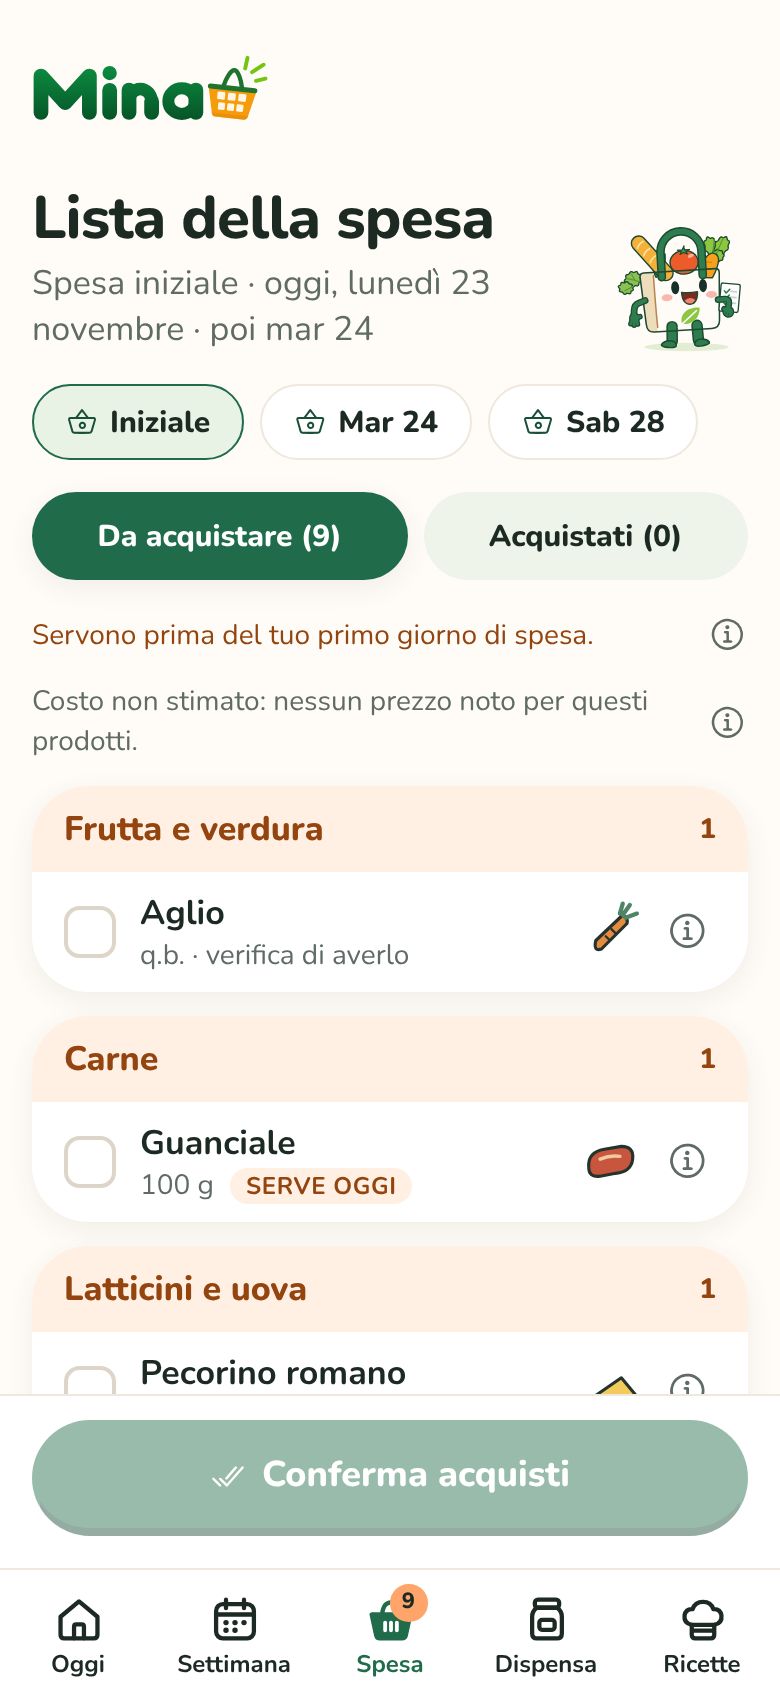 Mina
Lista della spesa
Spesa iniziale · oggi, lunedì 23
novembre · poi mar 24
Iniziale
Mar 24
Sab 28
Da acquistare (9)
Acquistati (0)
Servono prima del tuo primo giorno di spesa.
Costo non stimato: nessun prezzo noto per questi
prodotti.
Frutta e verdura 1
Aglio
q.b. · verifica di averlo
Carne 1
Guanciale
100 g SERVE OGGI
Latticini e uova 1
Pecorino romano
Conferma acquisti
9
Oggi
Settimana
Spesa
Dispensa
Ricette